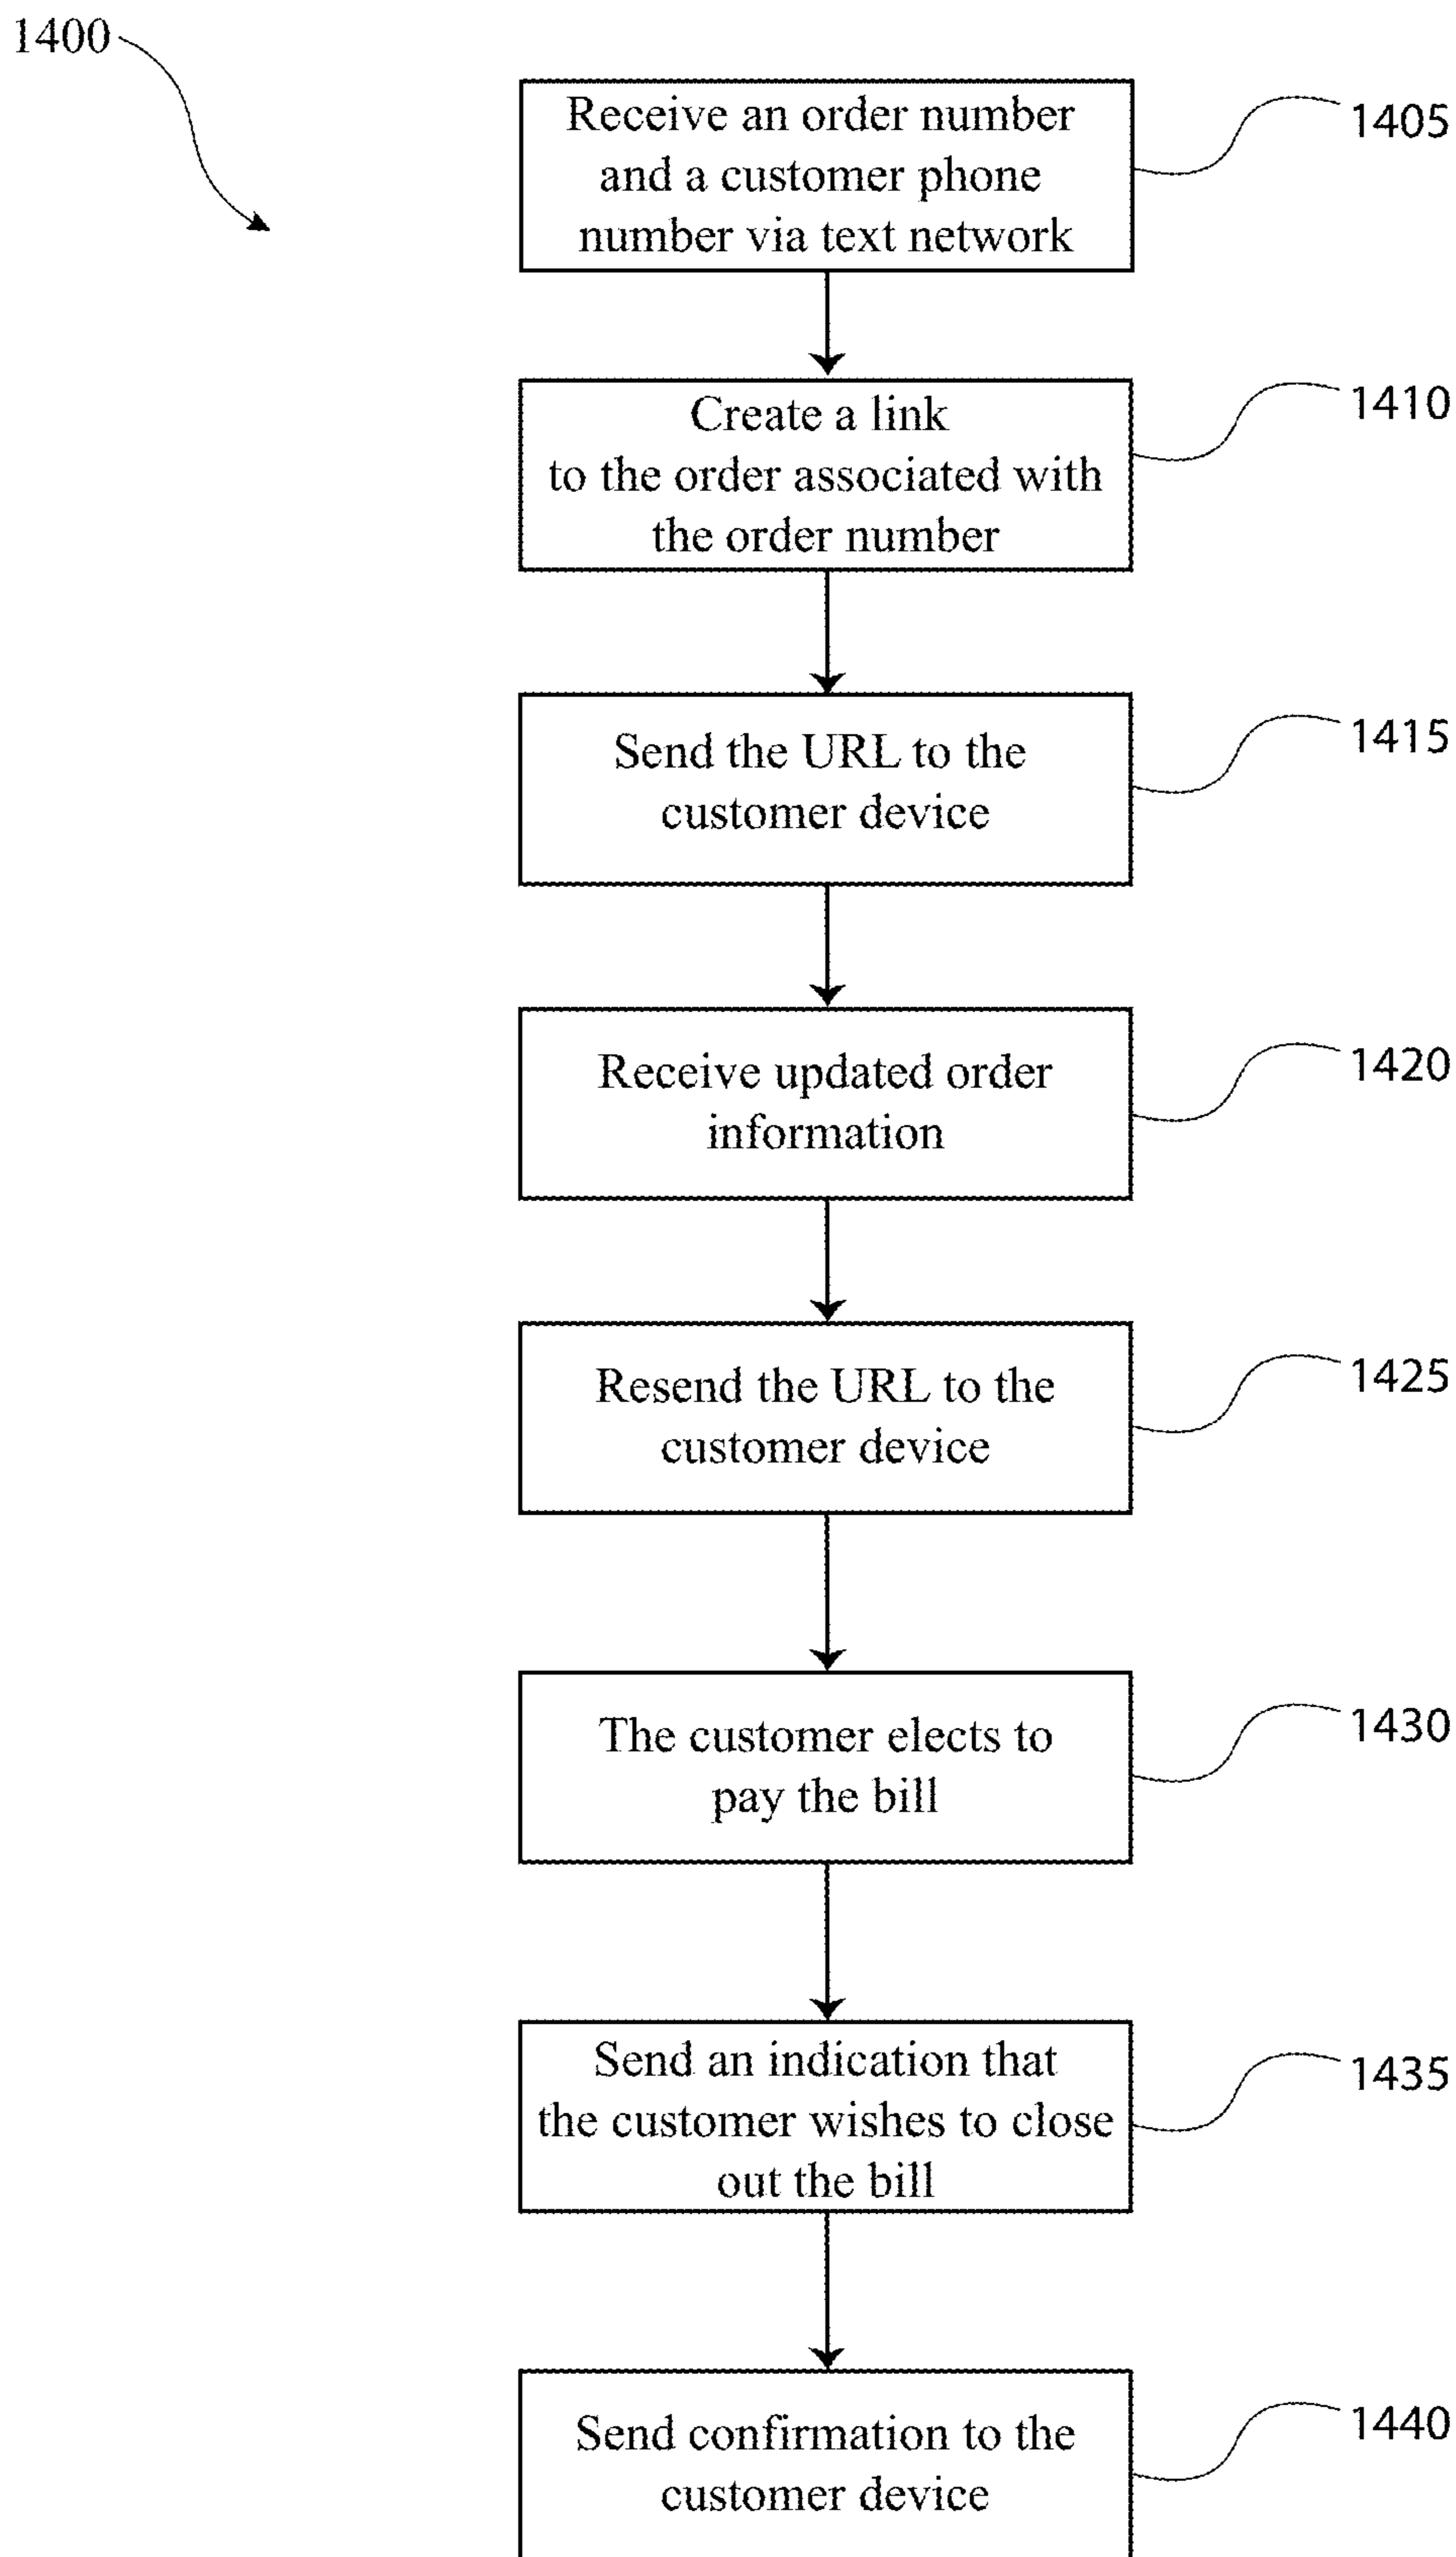 1400
Receive an order number
and a customer phone
number via text network
1405
Create a link
to the order associated with
the order number
1410
Send the URL to the
customer device
1415
Receive updated order
information
1420
Resend the URL to the
customer device
1425
The customer elects to
pay the bill
1430
Send an indication that
the customer wishes to close
out the bill
1435
Send confirmation to the
customer device
1440